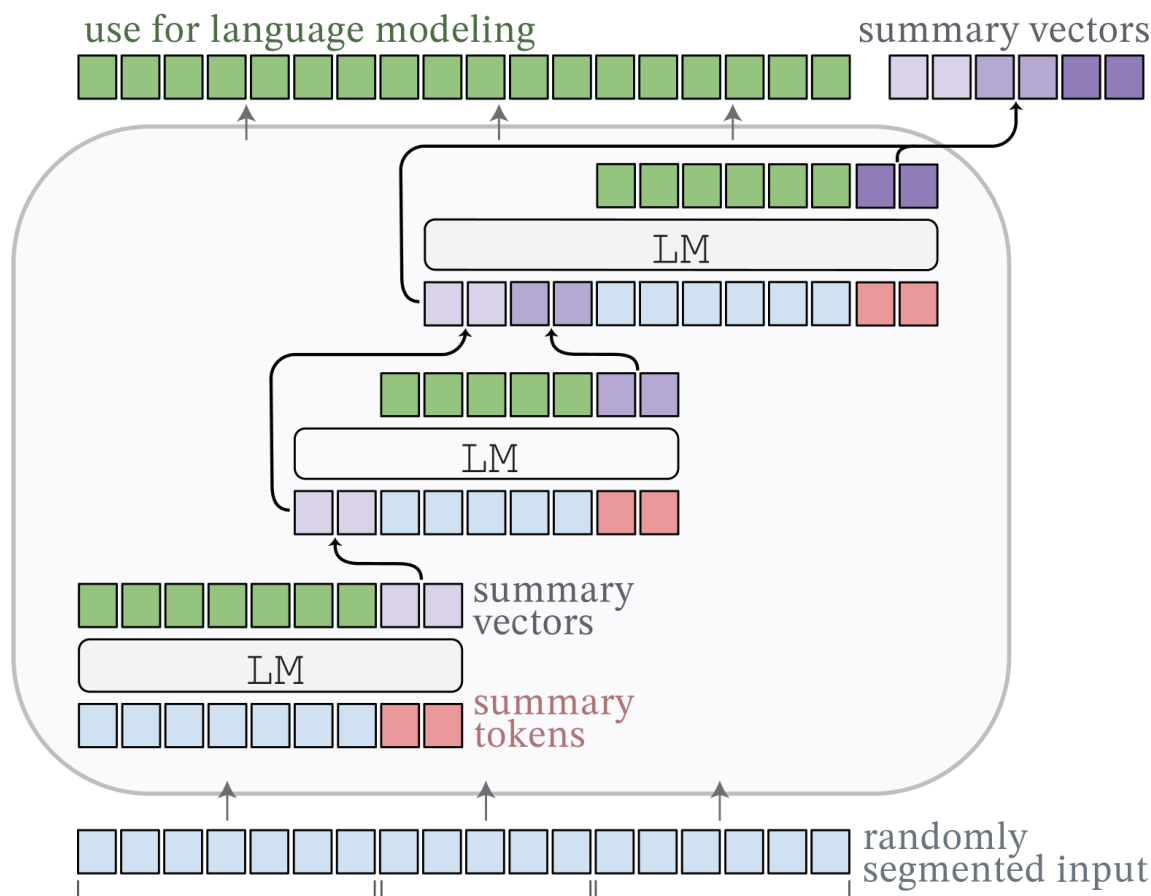 use for language modeling
summary vectors
LM
LM
summary
vectors
LM
summary
tokens
randomly
segmented input